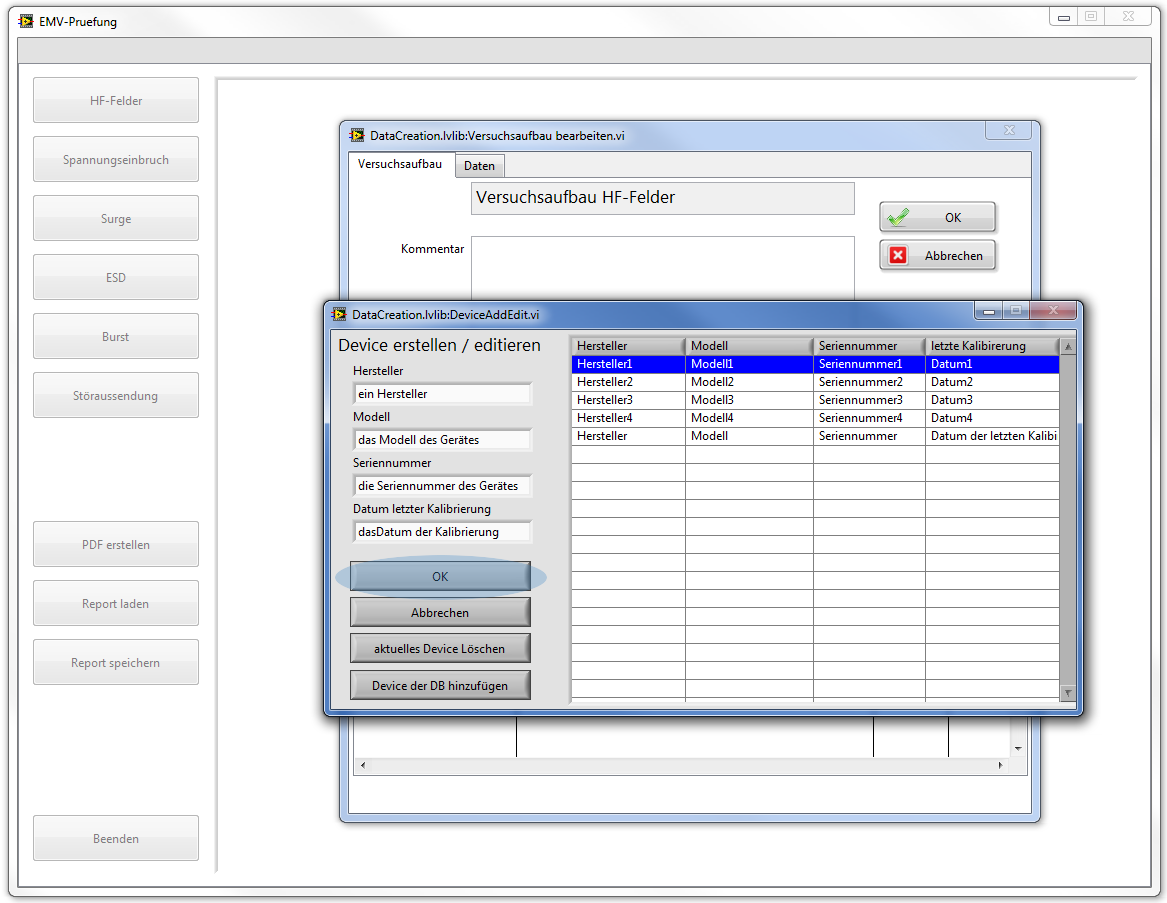 EMV-Pruefung
HF-Felder
Spannungseinbruch
Surge
ESD
Burst
Störaussendung
PDF erstellen
Report laden
Report speichern
Beenden
DataCreation.lvlib:Versuchsaufbau bearbeiten.vi
Versuchsaufbau Daten
Versuchsaufbau HF-Felder
OK
Kommentar
Abbrechen
DataCreation.lvlib:DeviceAddEdit.vi
Device erstellen / editieren
Hersteller
ein Hersteller
Modell
das Modell des Gerätes
Seriennummer
die Seriennummer des Gerätes
Datum letzter Kalibrierung
dasDatum der Kalibrierung
OK
Abbrechen
aktuelles Device Löschen
Device der DB hinzufügen
Hersteller Modell Seriennummer letzte Kalibirerung
Hersteller1 Modell1 Seriennummer1 Datum1
Hersteller2 Modell2 Seriennummer2 Datum2
Hersteller3 Modell3 Seriennummer3 Datum3
Hersteller4 Modell4 Seriennummer4 Datum4
Hersteller Modell Seriennummer Datum der letzten Kalibi